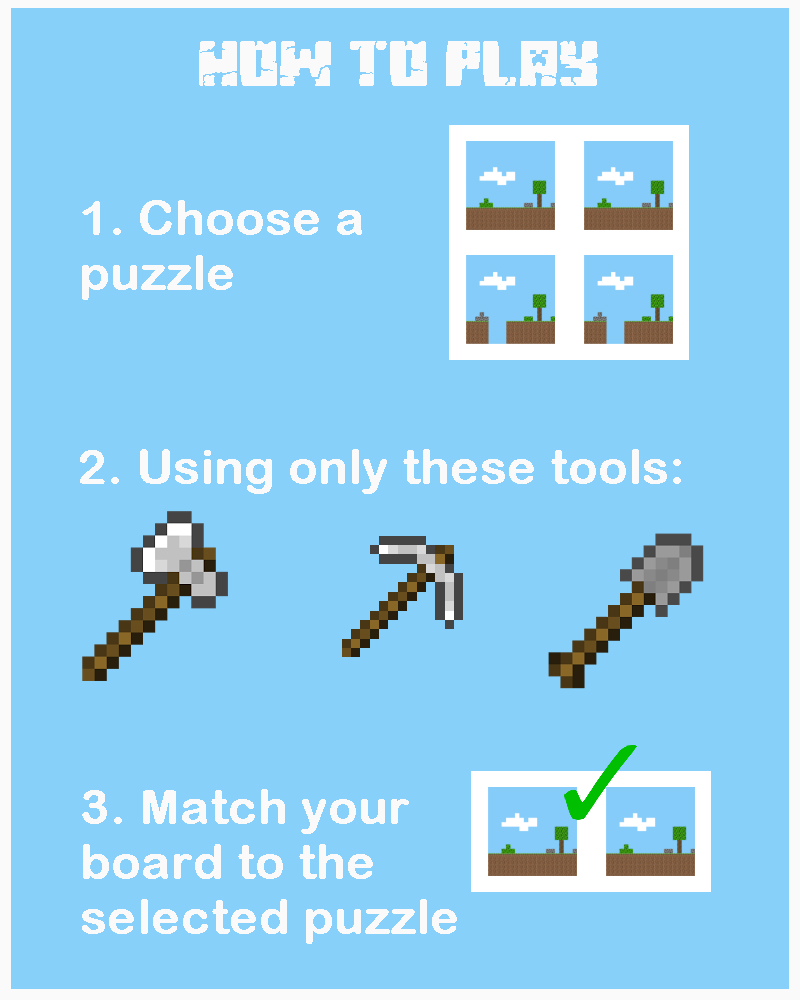 HOW TO PLAY
1. Choose a
puzzle
2. Using only these tools:
3. Match your
board to the
selected puzzle